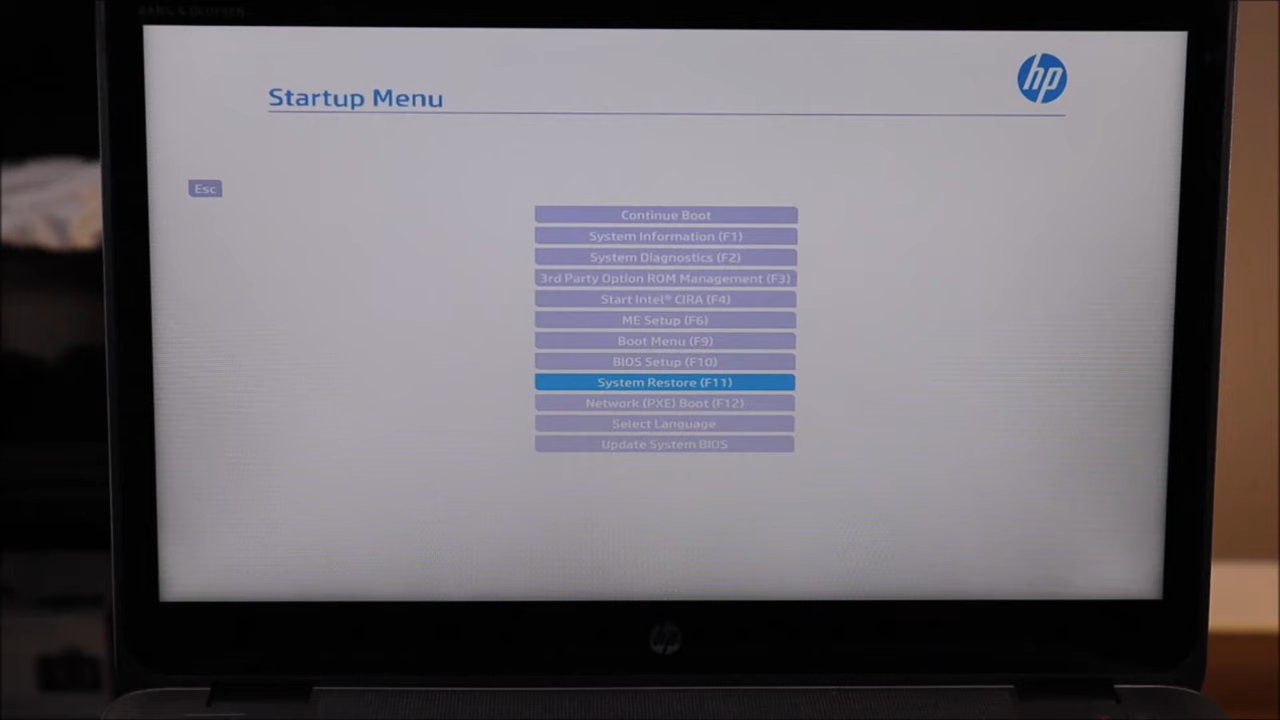 BANG & OLUFSEN
hp
Startup Menu
Esc
Continue Boot
System Information (F1)
System Diagnostics (F2)
3rd Party Option ROM Management (F3)
Start Intel® CIRA (F4)
ME Setup (F6)
Boot Menu (F9)
BIOS Setup (F10)
System Restore (F11)
Network (PXE) Boot (F12)
Select Language
Update System BIOS
hp